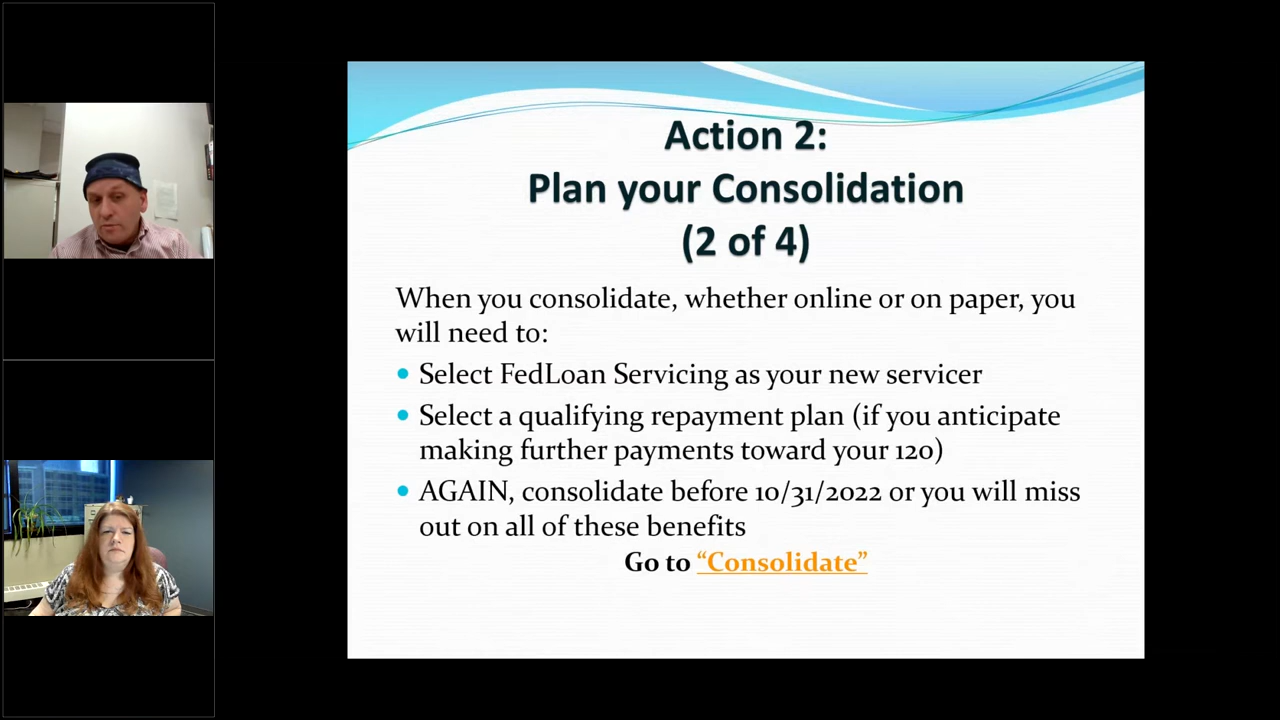 Action 2:
Plan your Consolidation
(2 of 4)
When you consolidate, whether online or on paper, you
will need to:
• Select FedLoan Servicing as your new servicer
• Select a qualifying repayment plan (if you anticipate
making further payments toward your 120)
• AGAIN, consolidate before 10/31/2022 or you will miss
out on all of these benefits
Go to “Consolidate”